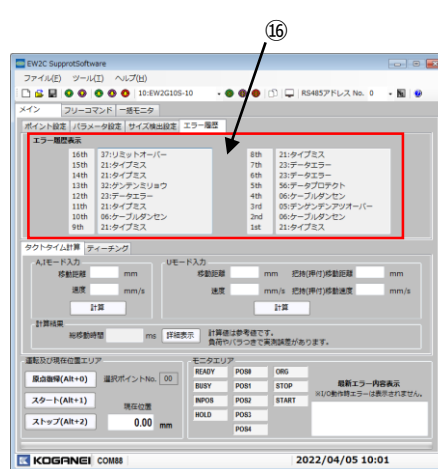 ⑯
EW2C SupprotSoftware
ファイル(F) ツール(T) ヘルプ(H)
10:EW2G10S-10 RS485アドレス No. 0
メイン フリーコマンド 一括モニタ
ポイント設定 パラメータ設定 サイズ検出設定 エラー履歴
エラー履歴表示
16th 37:リミットオーバー 8th 21:タイプミス
15th 21:タイプミス 7th 23:データエラー
14th 21:タイプミス 6th 23:データエラー
13th 32:ゲンテンミリョウ 5th 56:データプロテクト
12th 23:データエラー 4th 06:ケーブルダンセン
11th 21:タイプミス 3rd 05:デンゲンデンアツオーバー
10th 06:ケーブルダンセン 2nd 06:ケーブルダンセン
9th 21:タイプミス 1st 21:タイプミス
タクトタイム計算 ティーチング
A,Iモード入力 Uモード入力
移動距離 mm 移動距離 mm 把持(押付)移動距離 mm
速度 mm/s 速度 mm/s 把持(押付)移動速度 mm/s
計算 計算
計算結果
総移動時間 ms 詳細表示 計算値は参考値です。
負荷やバラつきで実測誤差があります。
運転及び現在位置エリア モニタエリア
原点復帰(Alt+0) 選択ポイントNo. 00 READY POS0 ORG
BUSY POS1 STOP 最新エラー内容表示
スタート(Alt+1) INPOS POS2 START ※I/O動作時エラーは表示されません。
現在位置 HOLD POS3
ストップ(Alt+2) 0.00 mm POS4
KOGANEI COM88 2022/04/05 10:01